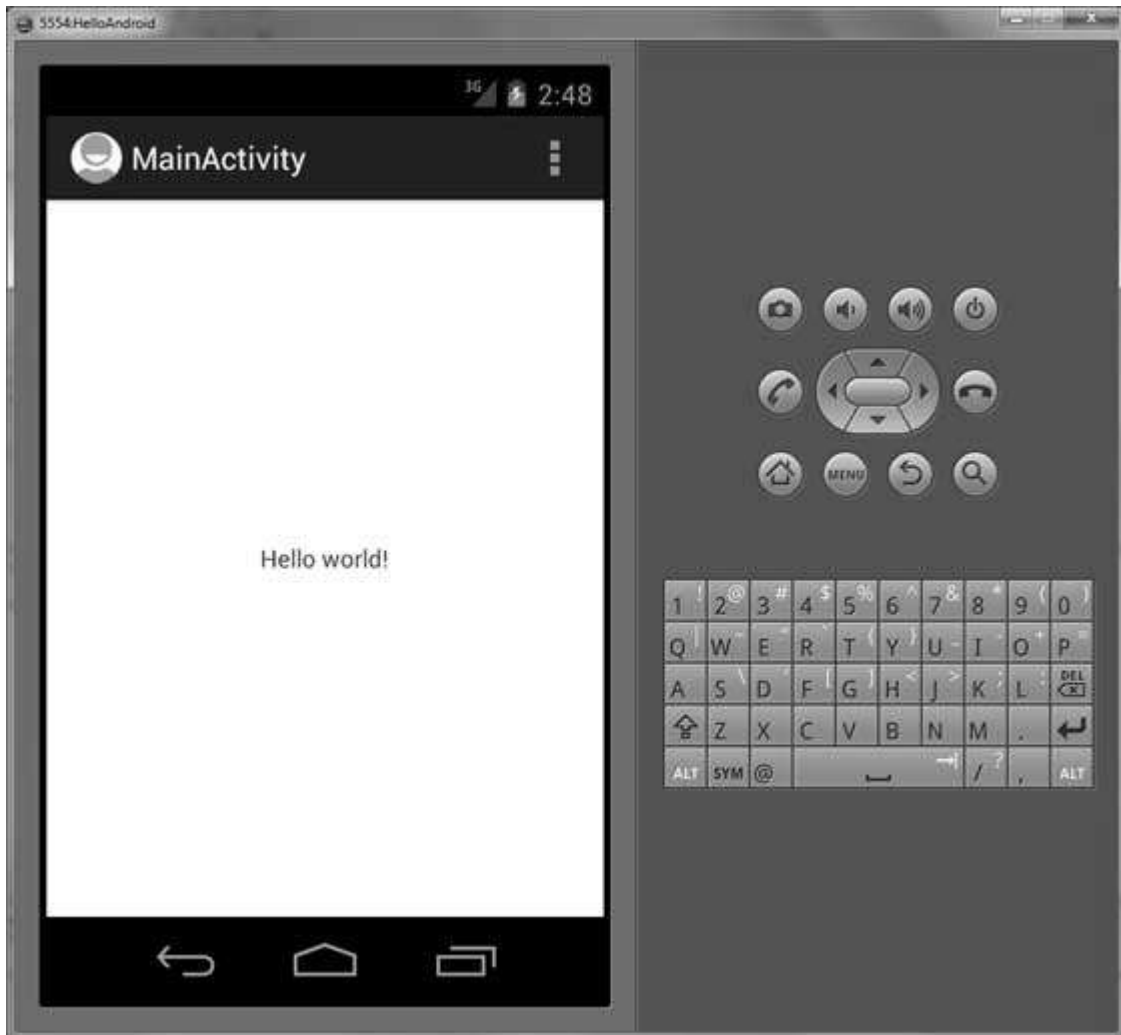 5554:HelloAndroid
3G 2:48
MainActivity
Hello world!
MENU
1 ! 2 @ 3 # 4 $ 5 % 6 ^ 7 & 8 * 9 ( 0 )
Q | W ~ E " R ` T { Y } U _ I - O + P =
A S \ D ' F [ G ] H < J > K ; L : DEL
Z X C V B N M .
ALT SYM @ / ? , ALT